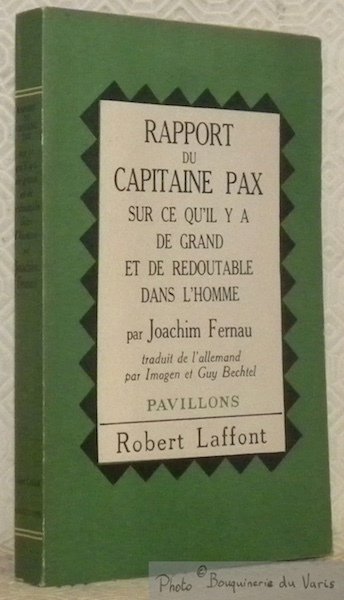 RAPPORT
DU
CAPITAINE PAX
SUR CE QU'IL Y A
DE GRAND
ET DE REDOUTABLE
DANS L'HOMME
par Joachim Fernau
traduit de l'allemand
par Imogen et Guy Bechtel
PAVILLONS
Robert Laffont
Photo © Bouquinerie du Varis